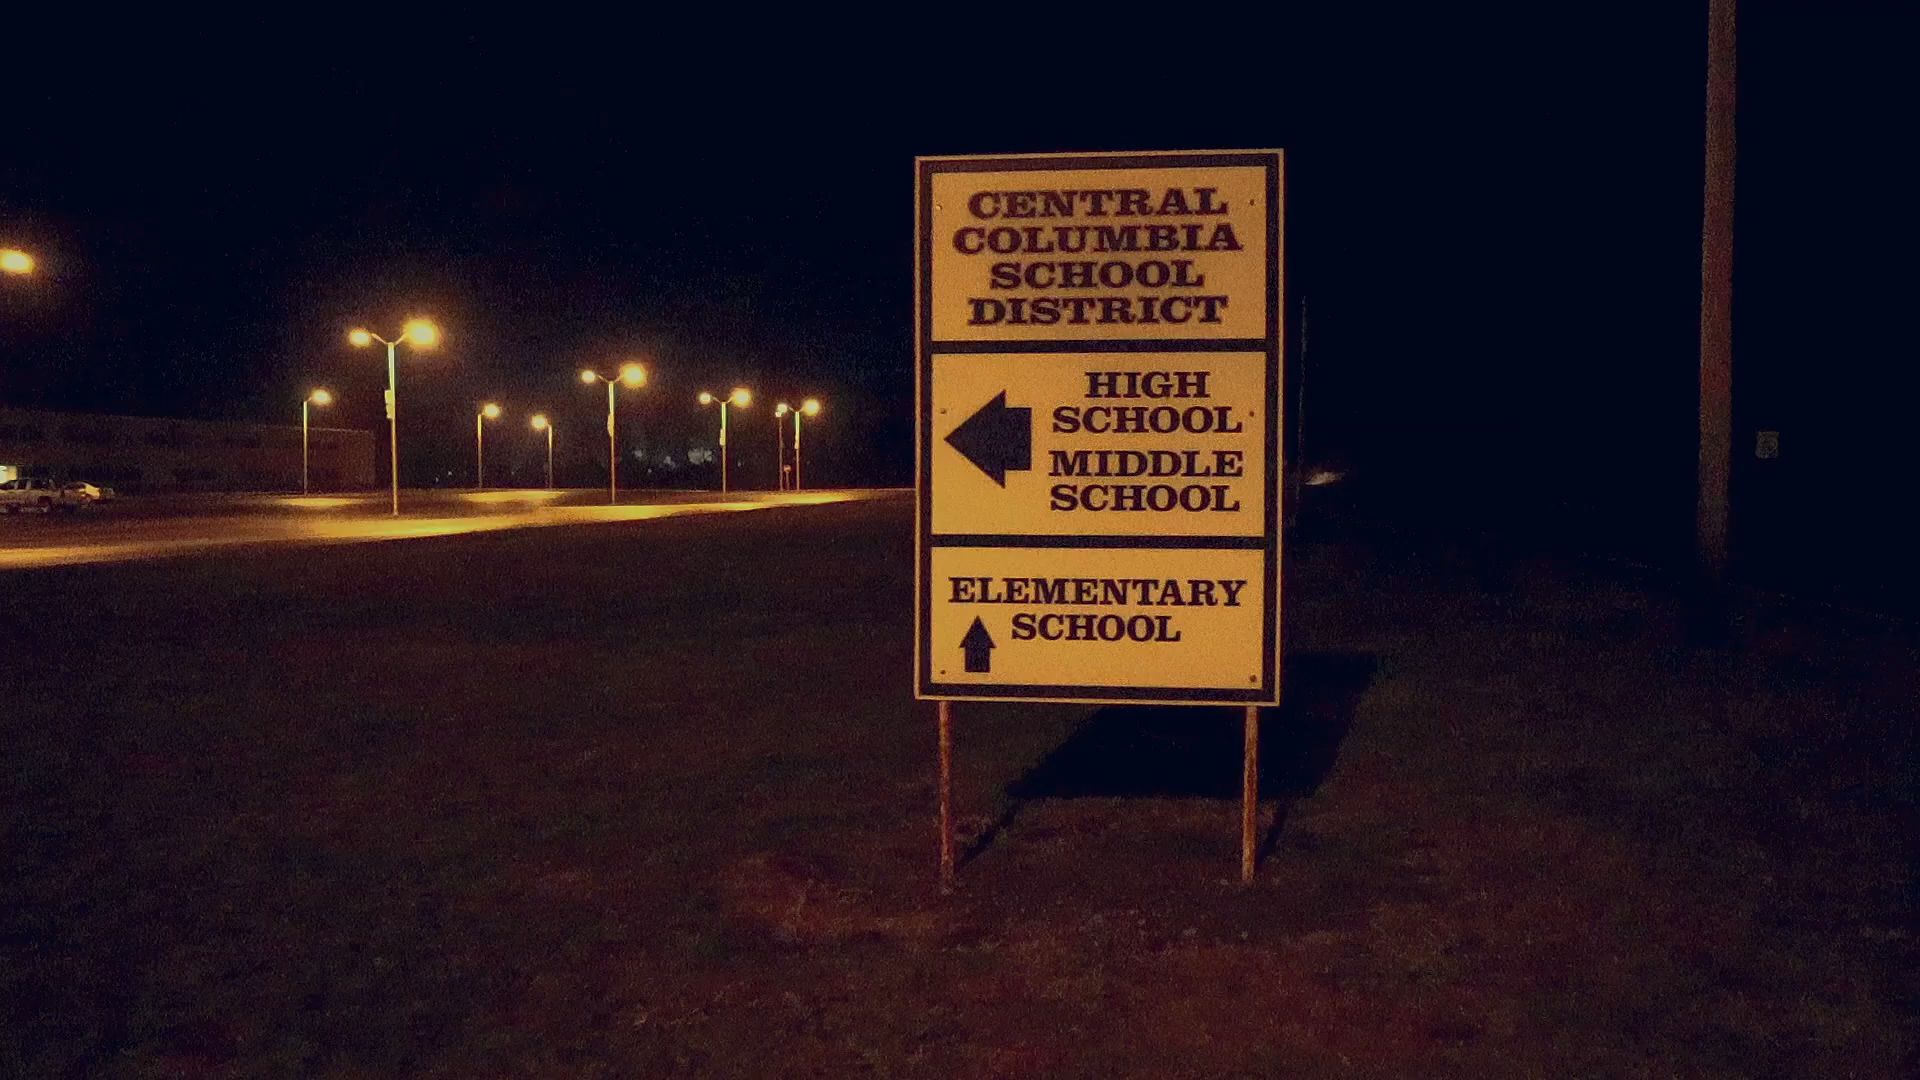 CENTRAL
COLUMBIA
SCHOOL
DISTRICT
HIGH
SCHOOL
MIDDLE
SCHOOL
ELEMENTARY
SCHOOL